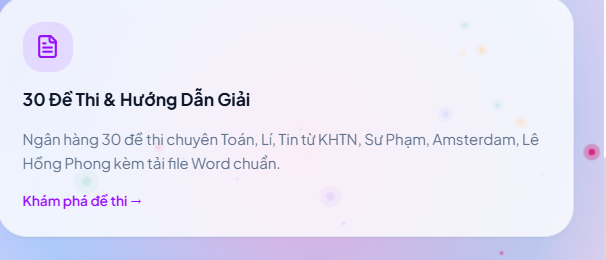 30 Đề Thi & Hướng Dẫn Giải
Ngân hàng 30 đề thi chuyên Toán, Lí, Tin từ KHTN, Sư Phạm, Amsterdam, Lê
Hồng Phong kèm tải file Word chuẩn.
Khám phá đề thi →